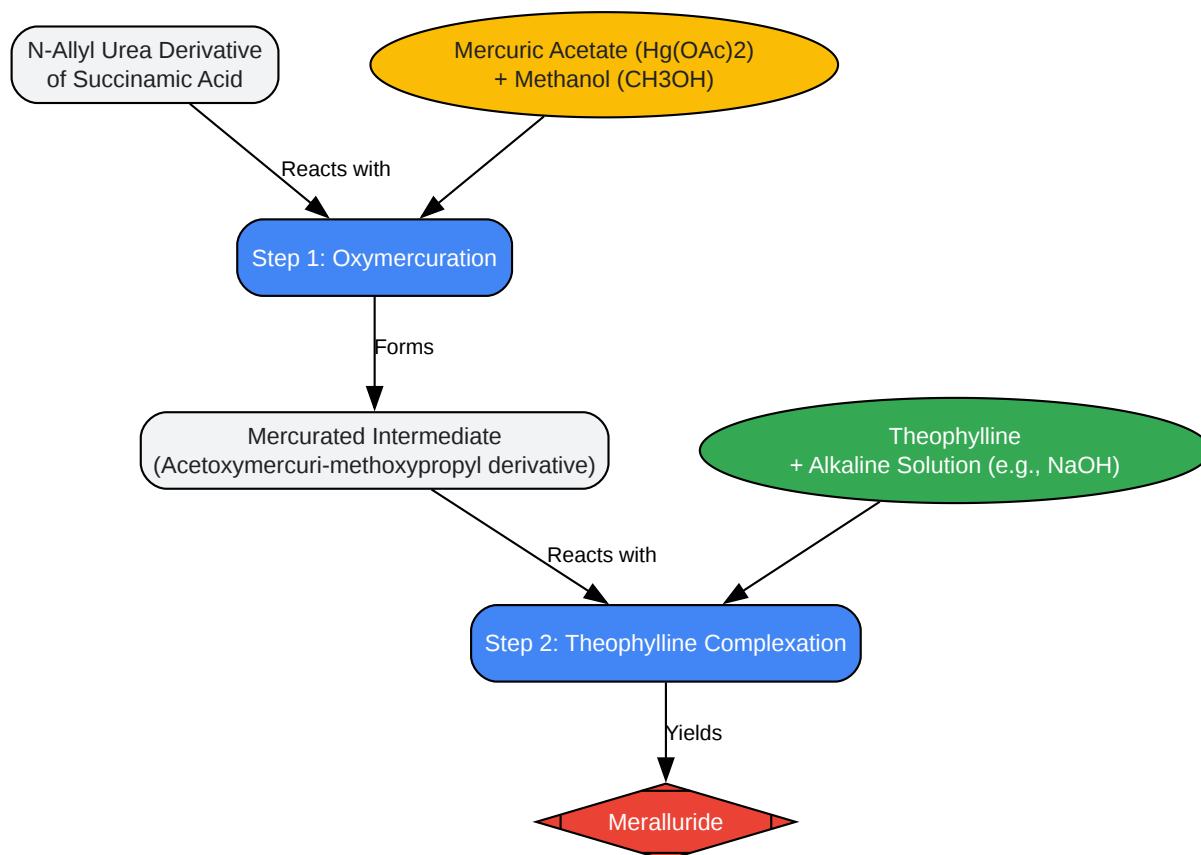 N-Allyl Urea Derivative
of Succinamic Acid
Mercuric Acetate (Hg(OAc)2)
+ Methanol (CH3OH)
Reacts with
Step 1: Oxymercuration
Forms
Mercurated Intermediate
(Acetoxymercuri-methoxypropyl derivative)
Theophylline
+ Alkaline Solution (e.g., NaOH)
Reacts with
Step 2: Theophylline Complexation
Yields
Meralluride